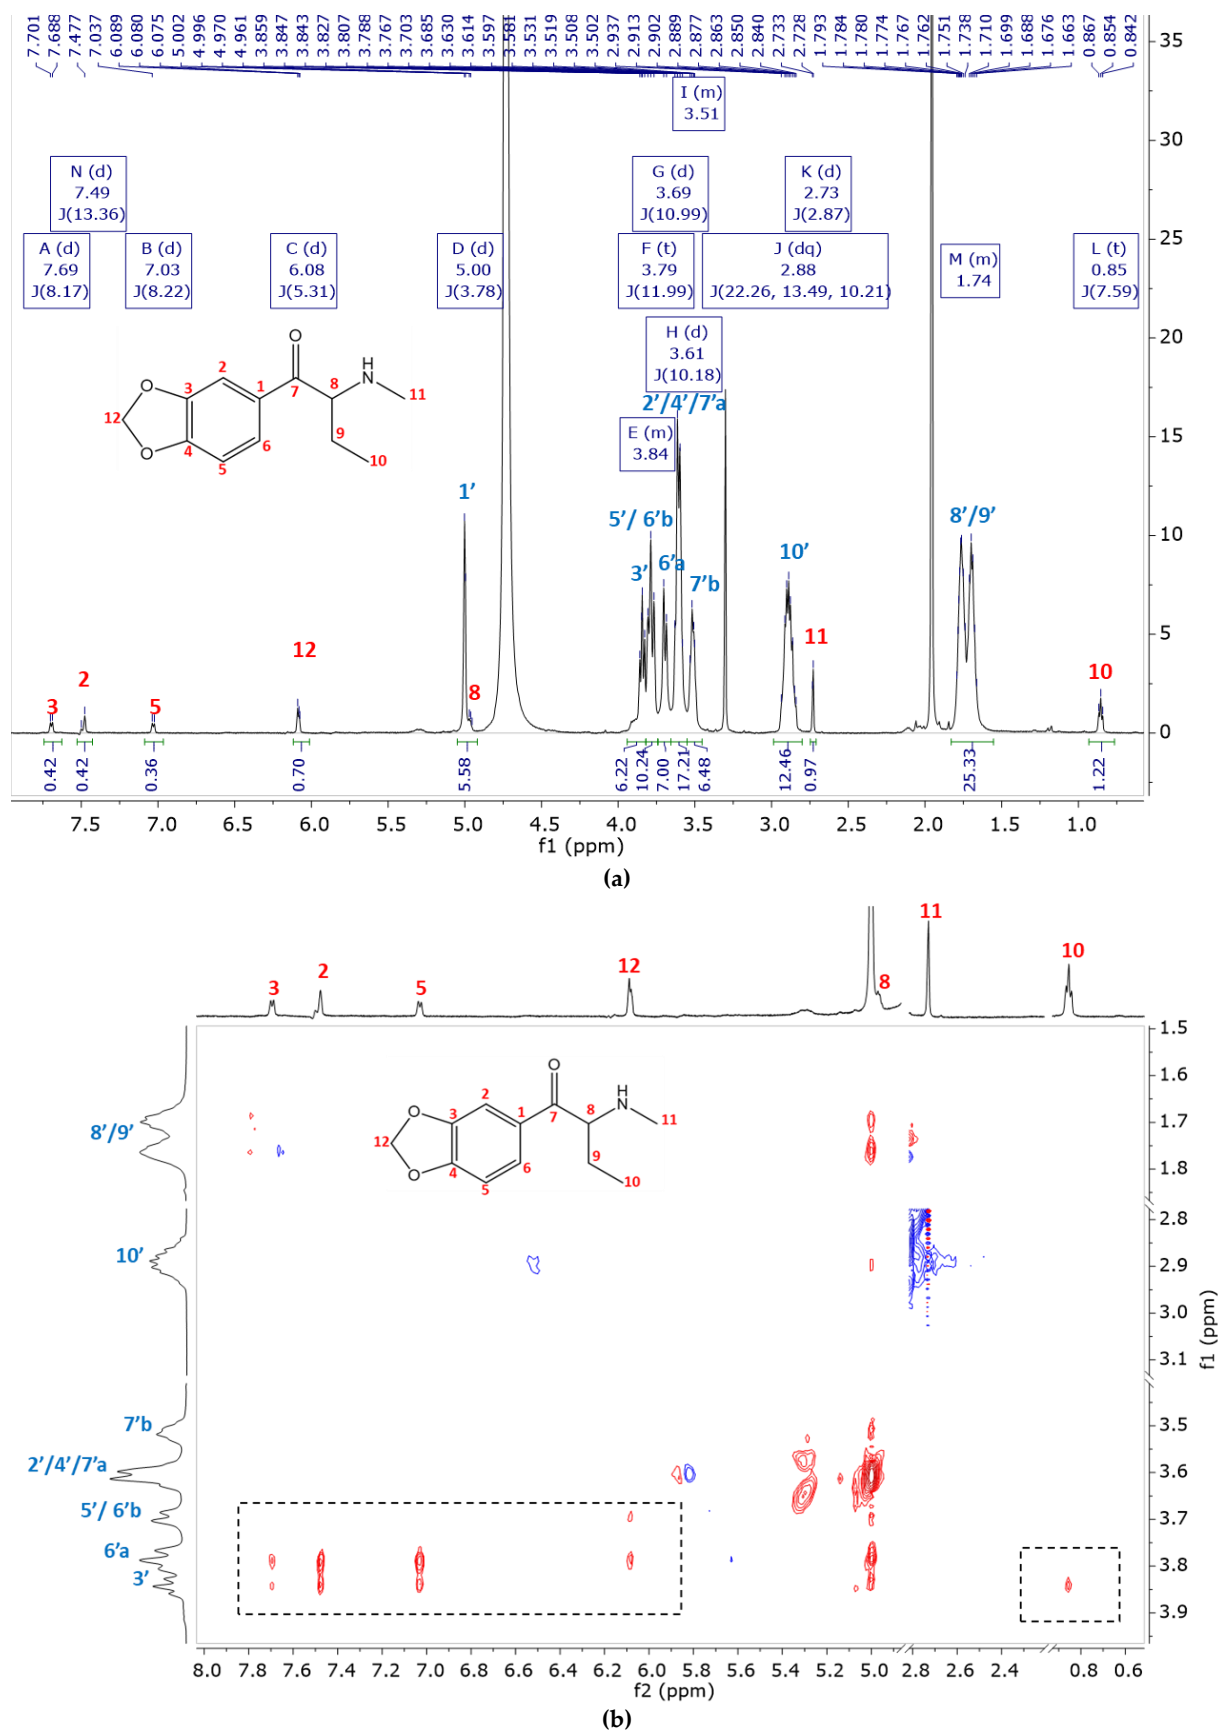 7.701 7.688 7.477 7.037 6.089 6.080 6.075 5.002 4.996 4.970 4.961 3.859 3.843 3.827 3.807 3.788 3.767 3.703 3.685 3.630 3.614 3.597 3.581 3.531 3.519 3.508 3.502 2.937 2.913 2.902 2.889 2.877 2.863 2.850 2.840 2.733 2.728 1.793 1.784 1.780 1.774 1.767 1.762 1.751 1.738 1.710 1.699 1.688 1.676 1.663 0.867 0.854 0.842
35
I (m)
3.51
30
N (d)
7.49
J(13.36)
G (d)
3.69
J(10.99)
K (d)
2.73
J(2.87)
25
A (d)
7.69
J(8.17)
B (d)
7.03
J(8.22)
C (d)
6.08
J(5.31)
D (d)
5.00
J(3.78)
F (t)
3.79
J(11.99)
J (dq)
2.88
J(22.26, 13.49, 10.21)
M (m)
1.74
L (t)
0.85
J(7.59)
20
H (d)
3.61
J(10.18)
O
H
N
2
1
7
8
11
O
3
12
9
10
O
4
5
6
2'/4'/7'a
E (m)
3.84
15
1'
5'/ 6'b
8'/9'
10
3'
6'a
7'b
10'
5
3
2
5
12
8
11
10
0
0.42 0.42 0.36 0.70 5.58 6.22 10.24 7.00 17.21 6.48 12.46 0.97 25.33 1.22
7.5 7.0 6.5 6.0 5.5 5.0 4.5 4.0 3.5 3.0 2.5 2.0 1.5 1.0
f1 (ppm)
(a)
3 2 5 12 8 11 10
1.5
1.6
1.7
1.8
2.8
2.9
3.0
3.1
3.5
3.6
3.7
3.8
3.9
f1 (ppm)
O
H
N
2
1
7
8
11
O
3
12
9
10
O
4
5
6
8'/9'
10'
7'b
2'/4'/7'a
5'/ 6'b
6'a
3'
8.0 7.8 7.6 7.4 7.2 7.0 6.8 6.6 6.4 6.2 6.0 5.8 5.6 5.4 5.2 5.0 2.8 2.6 2.4 0.8 0.6
f2 (ppm)
(b)